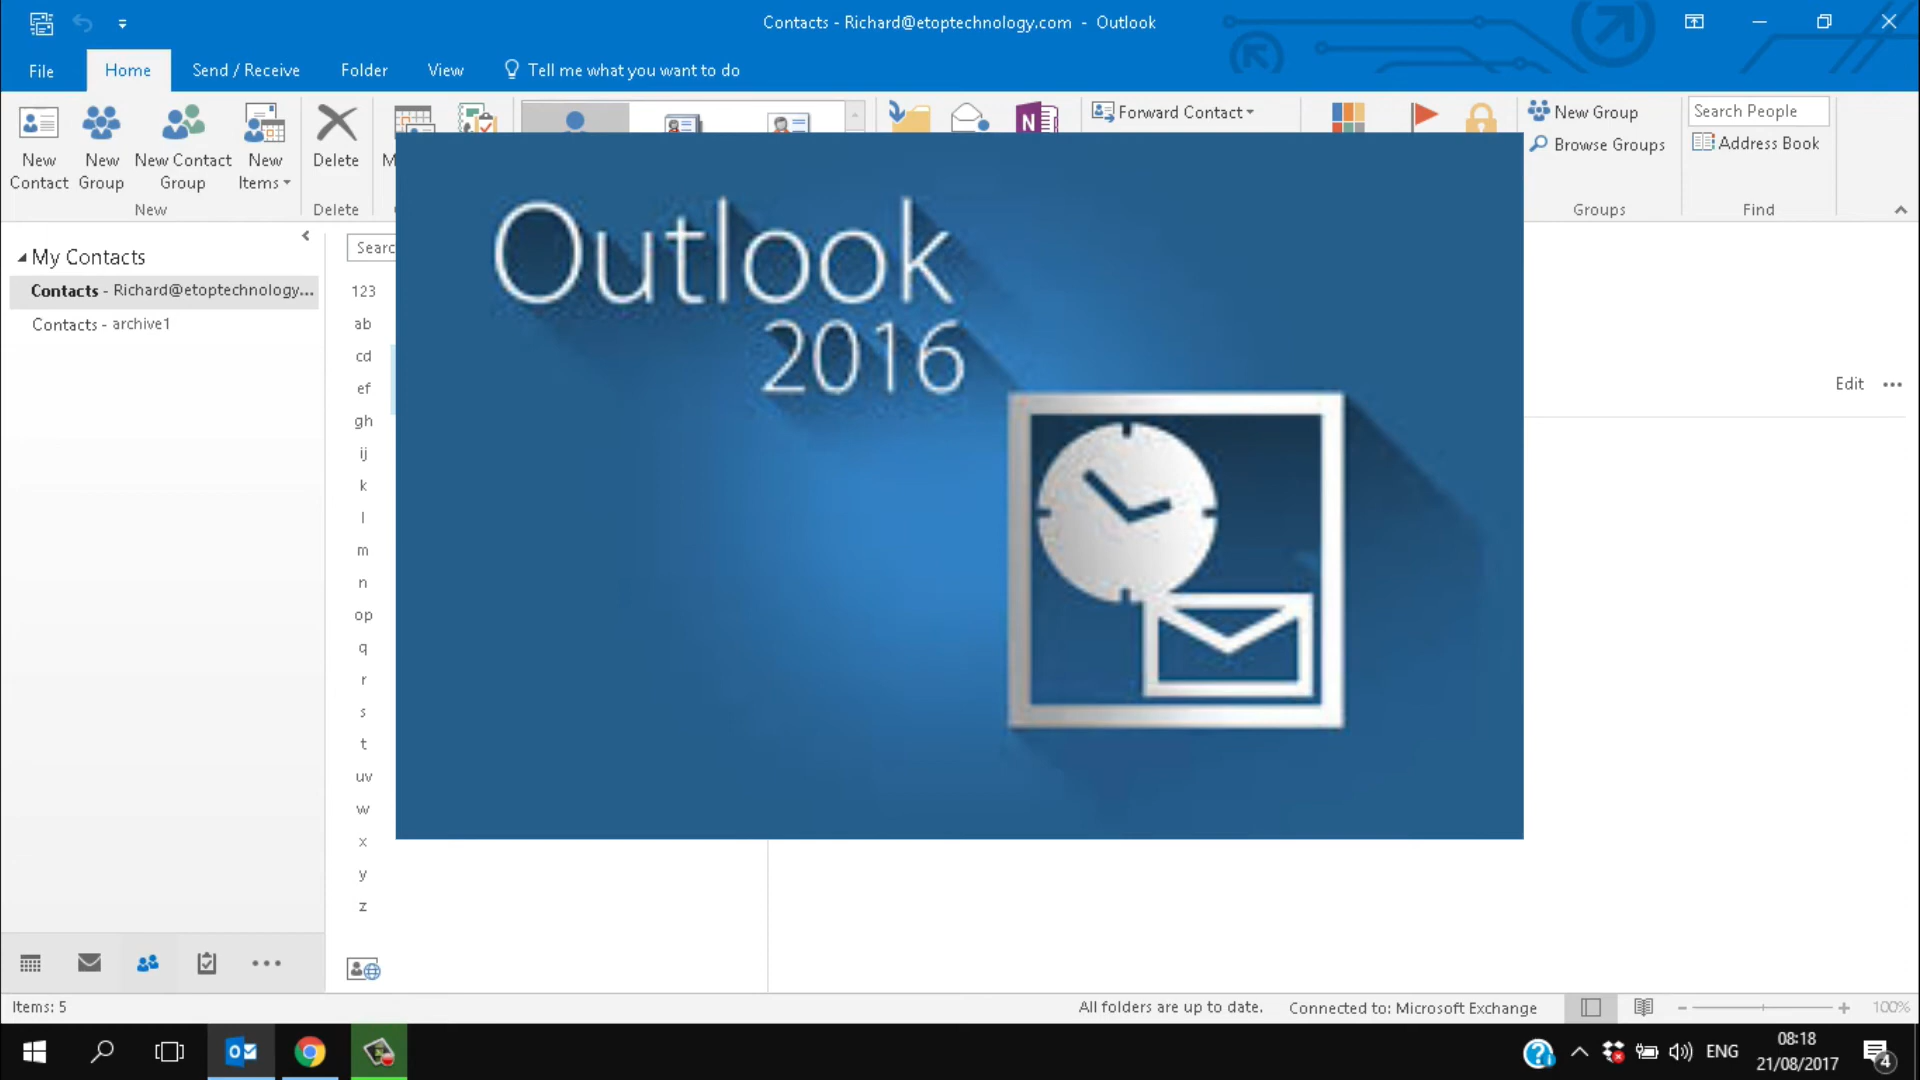 Contacts - Richard@etoptechnology.com - Outlook
File Home Send / Receive Folder View Tell me what you want to do
New Contact
New Group
New Contact Group
New Items
Delete
M
Forward Contact
New Group
Browse Groups
Search People
Address Book
New
Delete
Groups
Find
My Contacts
Contacts - Richard@etoptechnology...
Contacts - archive1
Searc
123
ab
cd
ef
gh
ij
k
l
m
n
op
q
r
s
t
uv
w
x
y
z
Outlook
2016
Edit
Items: 5
All folders are up to date.
Connected to: Microsoft Exchange
100%
ENG
08:18
21/08/2017
4